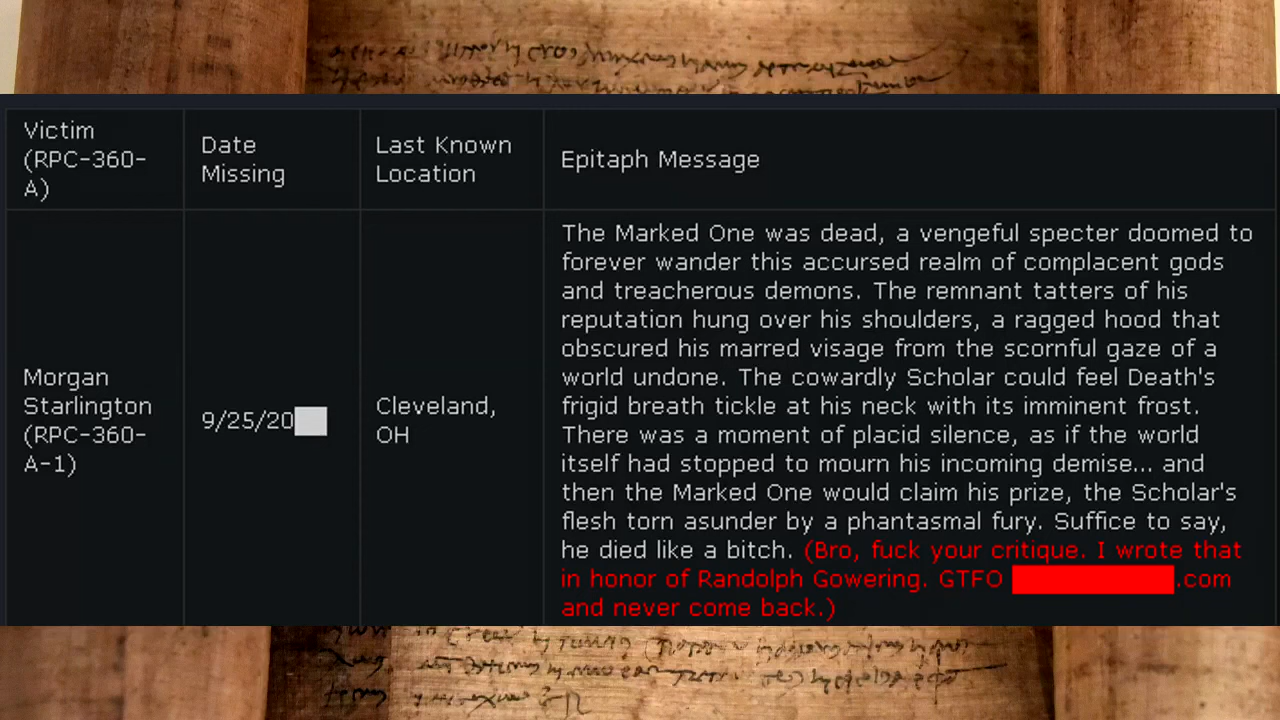 Victim
(RPC-360-
A)
Date
Missing
Last Known
Location
Epitaph Message
Morgan
Starlington
(RPC-360-
A-1)
9/25/20
Cleveland,
OH
The Marked One was dead, a vengeful specter doomed to
forever wander this accursed realm of complacent gods
and treacherous demons. The remnant tatters of his
reputation hung over his shoulders, a ragged hood that
obscured his marred visage from the scornful gaze of a
world undone. The cowardly Scholar could feel Death's
frigid breath tickle at his neck with its imminent frost.
There was a moment of placid silence, as if the world
itself had stopped to mourn his incoming demise... and
then the Marked One would claim his prize, the Scholar's
flesh torn asunder by a phantasmal fury. Suffice to say,
he died like a bitch. (Bro, fuck your critique. I wrote that
in honor of Randolph Gowering. GTFO .com
and never come back.)